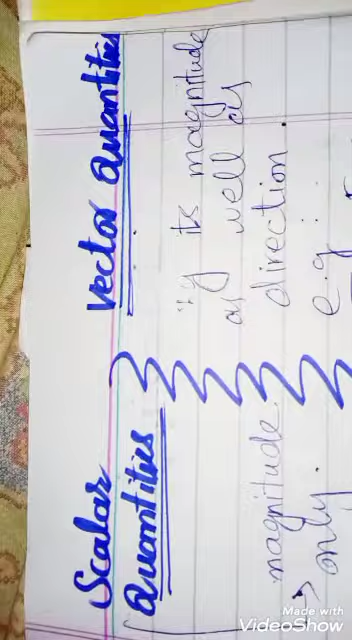 Scalar
Quantities
magnitude
only.
Vector Quantities
its magnitude
as well as
direction
e.g :
Made with
VideoShow